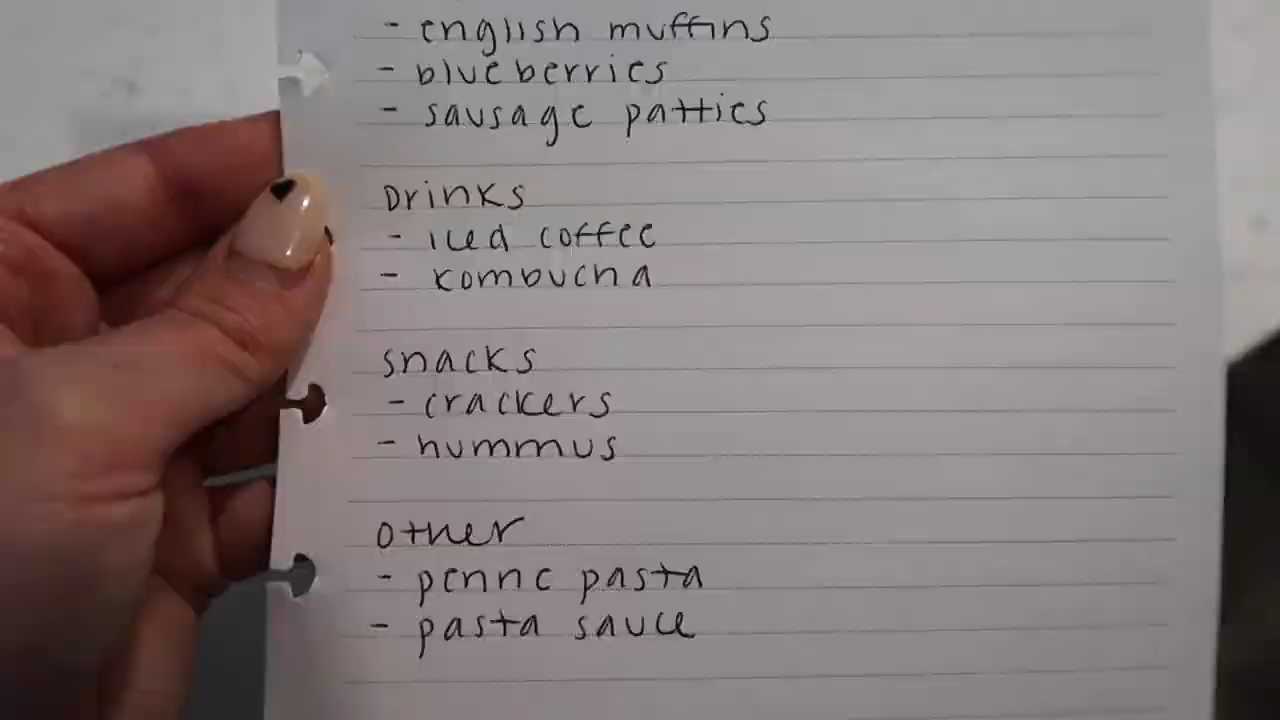 - english muffins
- blueberries
- sausage patties
Drinks
- iced coffee
- kombucha
snacks
- crackers
- hummus
other
- penne pasta
- pasta sauce